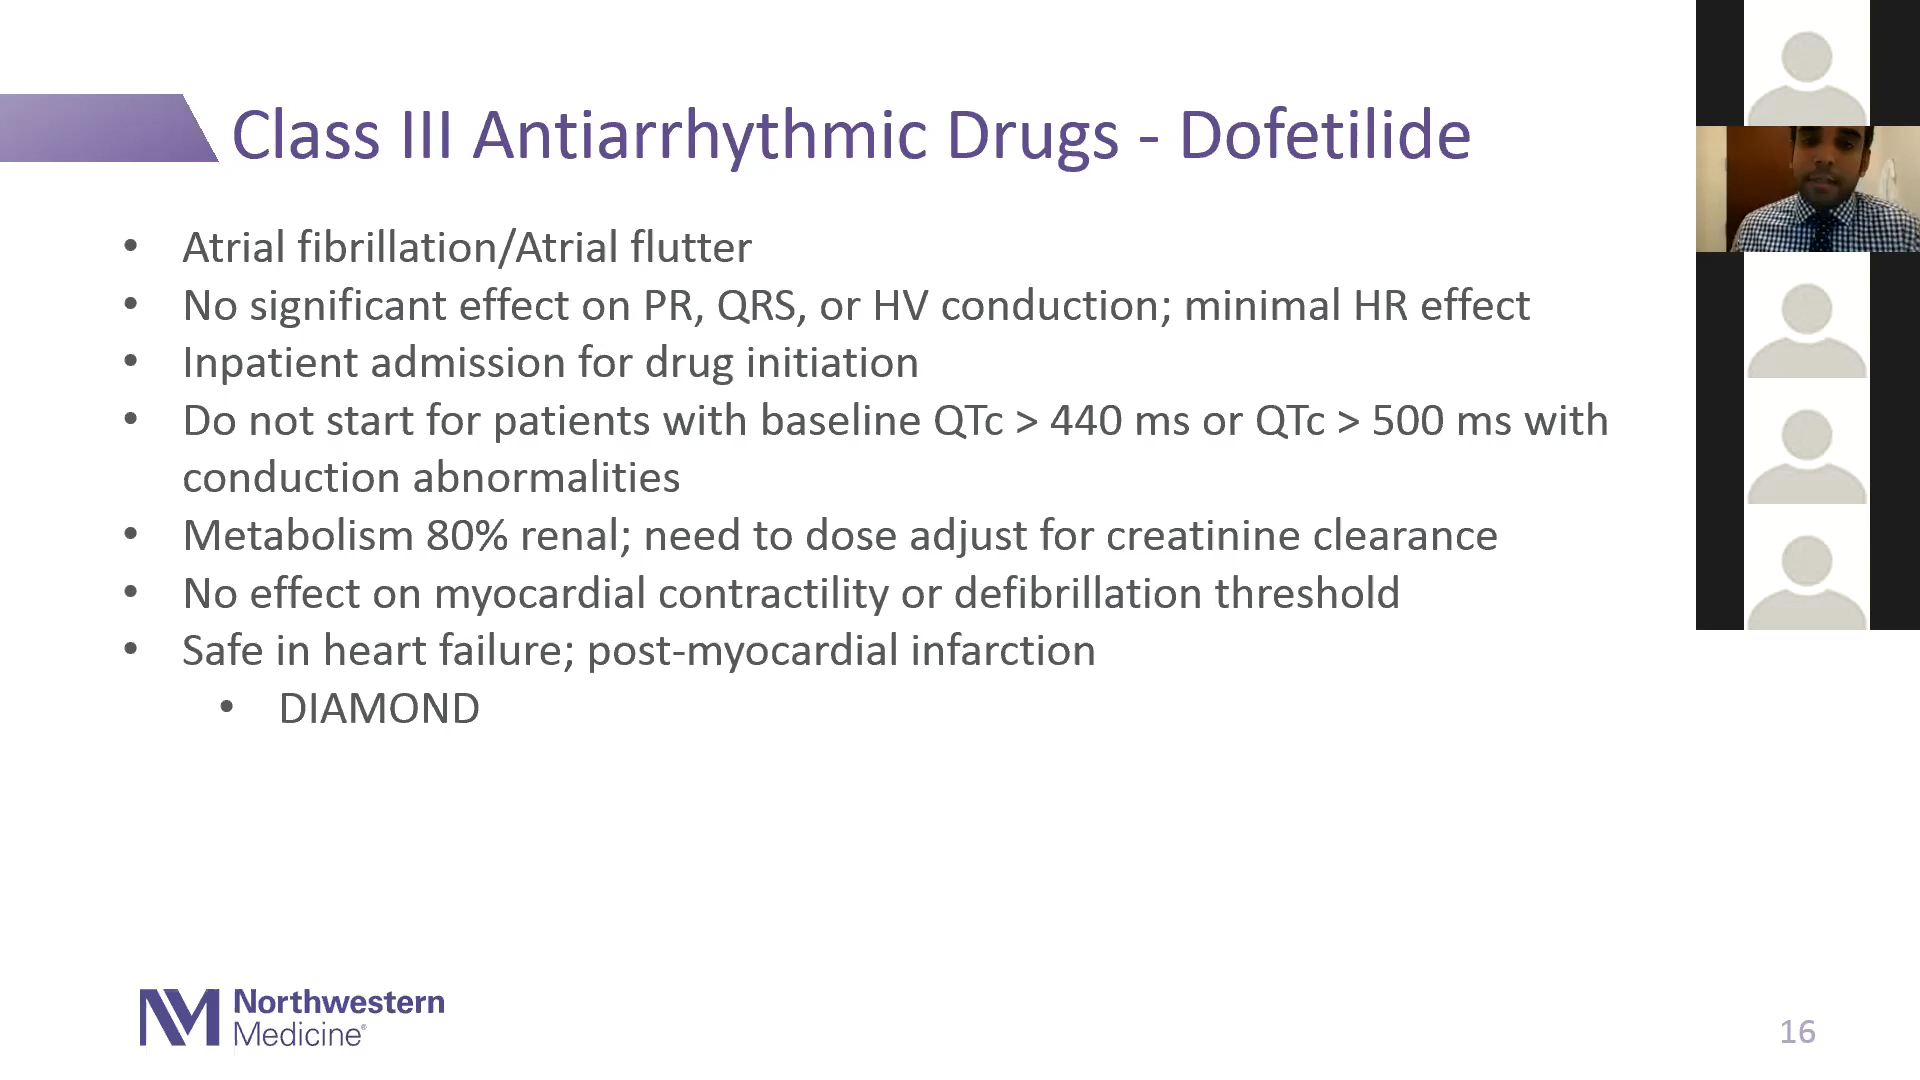 Class III Antiarrhythmic Drugs - Dofetilide
• Atrial fibrillation/Atrial flutter
• No significant effect on PR, QRS, or HV conduction; minimal HR effect
• Inpatient admission for drug initiation
• Do not start for patients with baseline QTc > 440 ms or QTc > 500 ms with
conduction abnormalities
• Metabolism 80% renal; need to dose adjust for creatinine clearance
• No effect on myocardial contractility or defibrillation threshold
• Safe in heart failure; post-myocardial infarction
• DIAMOND
NM Northwestern
Medicine®
16